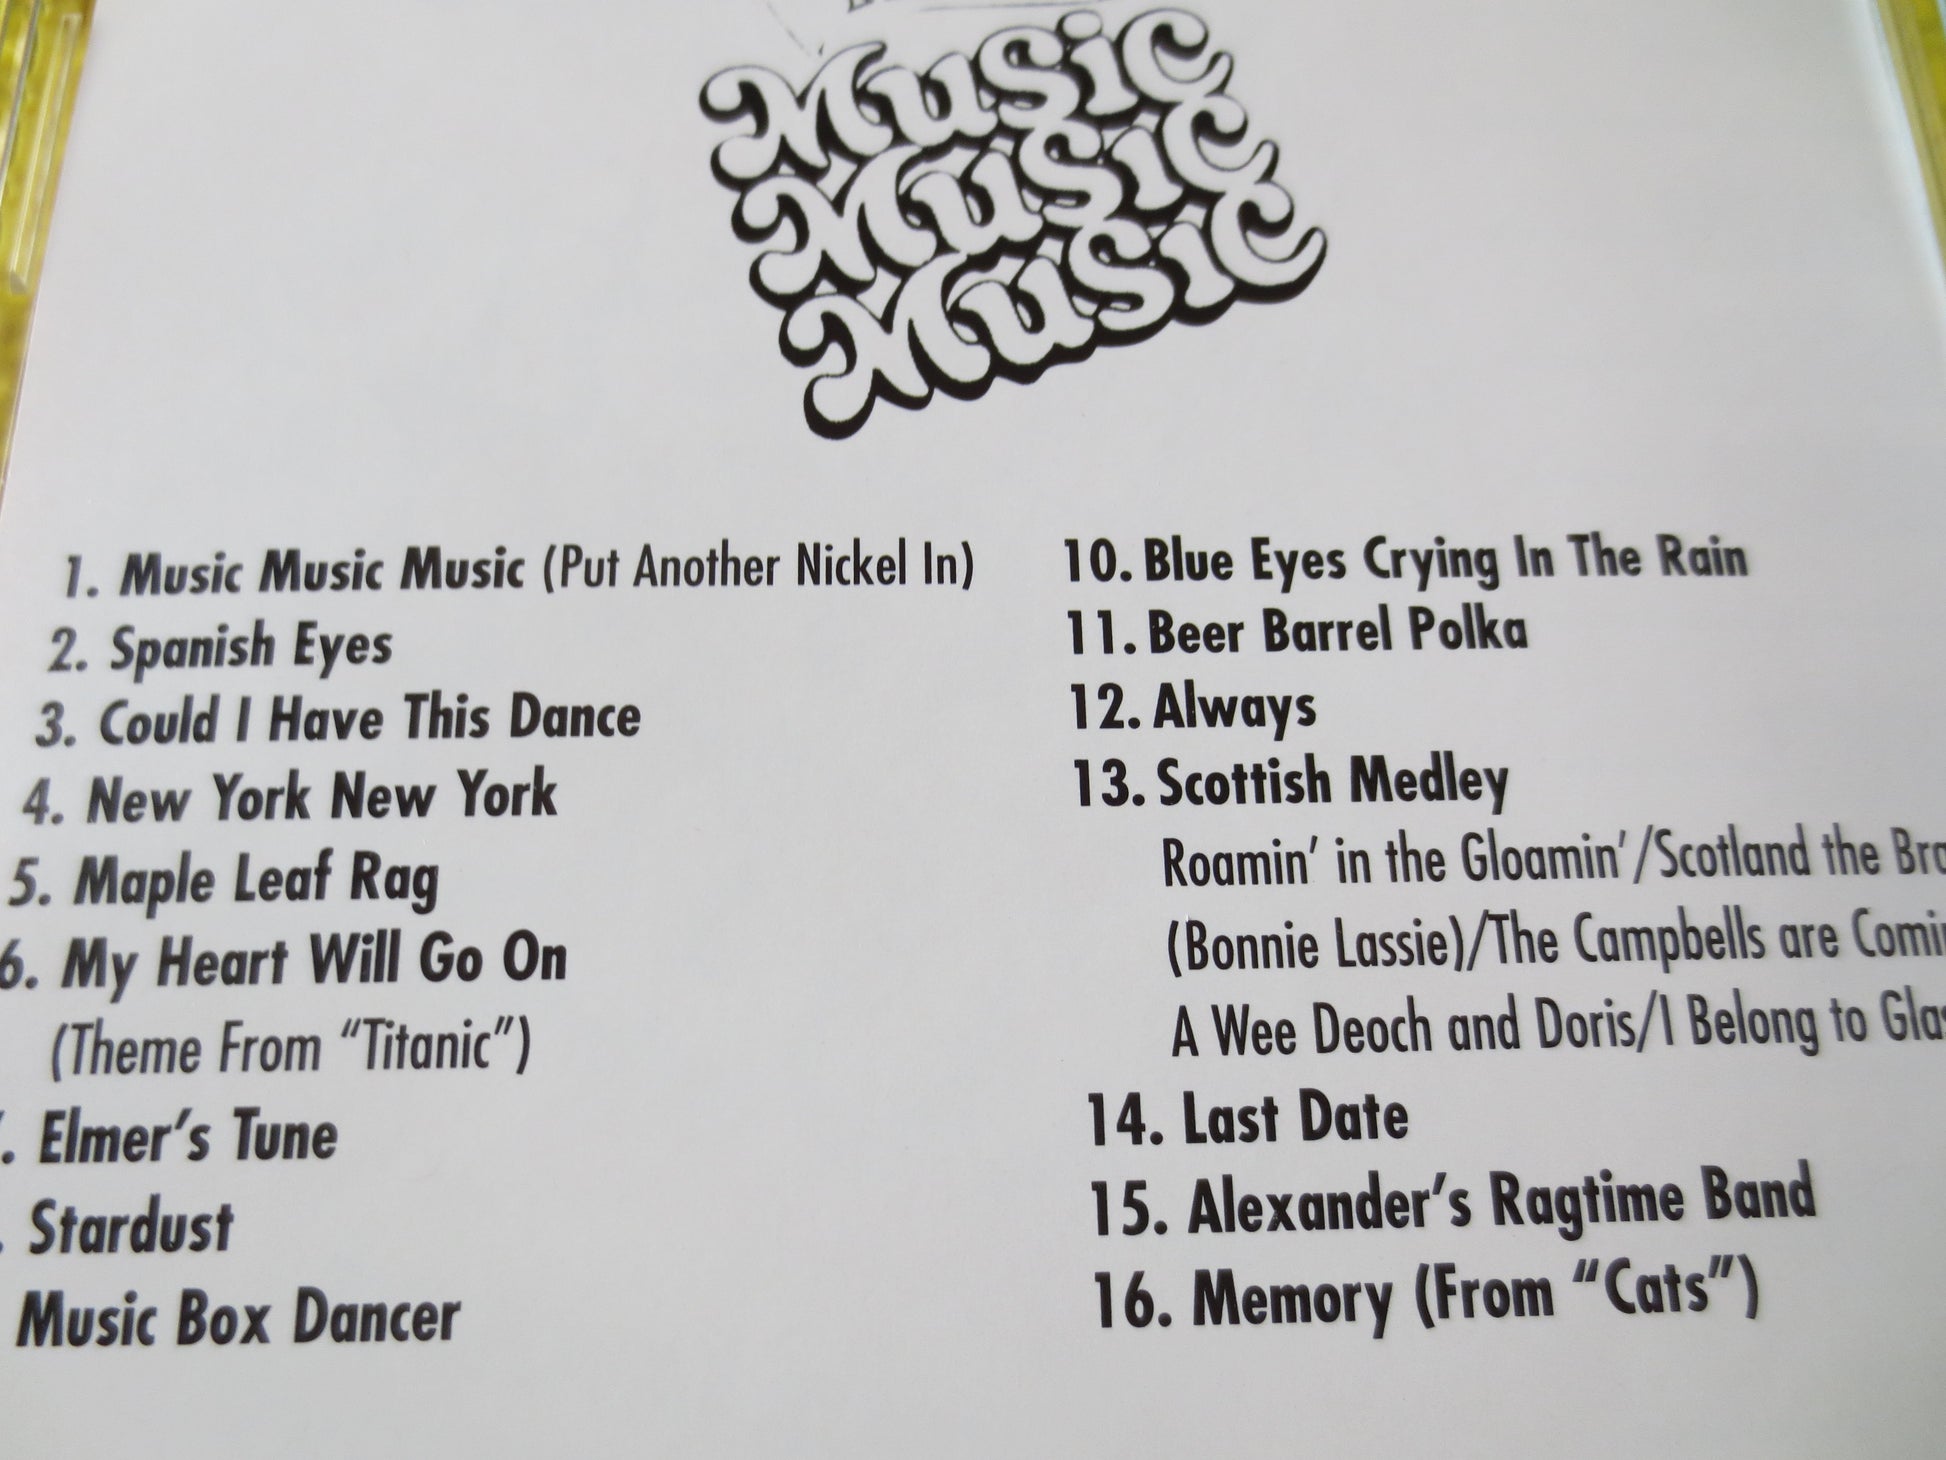 Music
Music
Music
1. Music Music Music (Put Another Nickel In)
2. Spanish Eyes
3. Could I Have This Dance
4. New York New York
5. Maple Leaf Rag
6. My Heart Will Go On
(Theme From “Titanic”)
. Elmer’s Tune
Stardust
Music Box Dancer
10. Blue Eyes Crying In The Rain
11. Beer Barrel Polka
12. Always
13. Scottish Medley
Roamin’ in the Gloamin’/Scotland the
(Bonnie Lassie)/The Campbells are
A Wee Deoch and Doris/I Belong to
14. Last Date
15. Alexander’s Ragtime Band
16. Memory (From “Cats”)